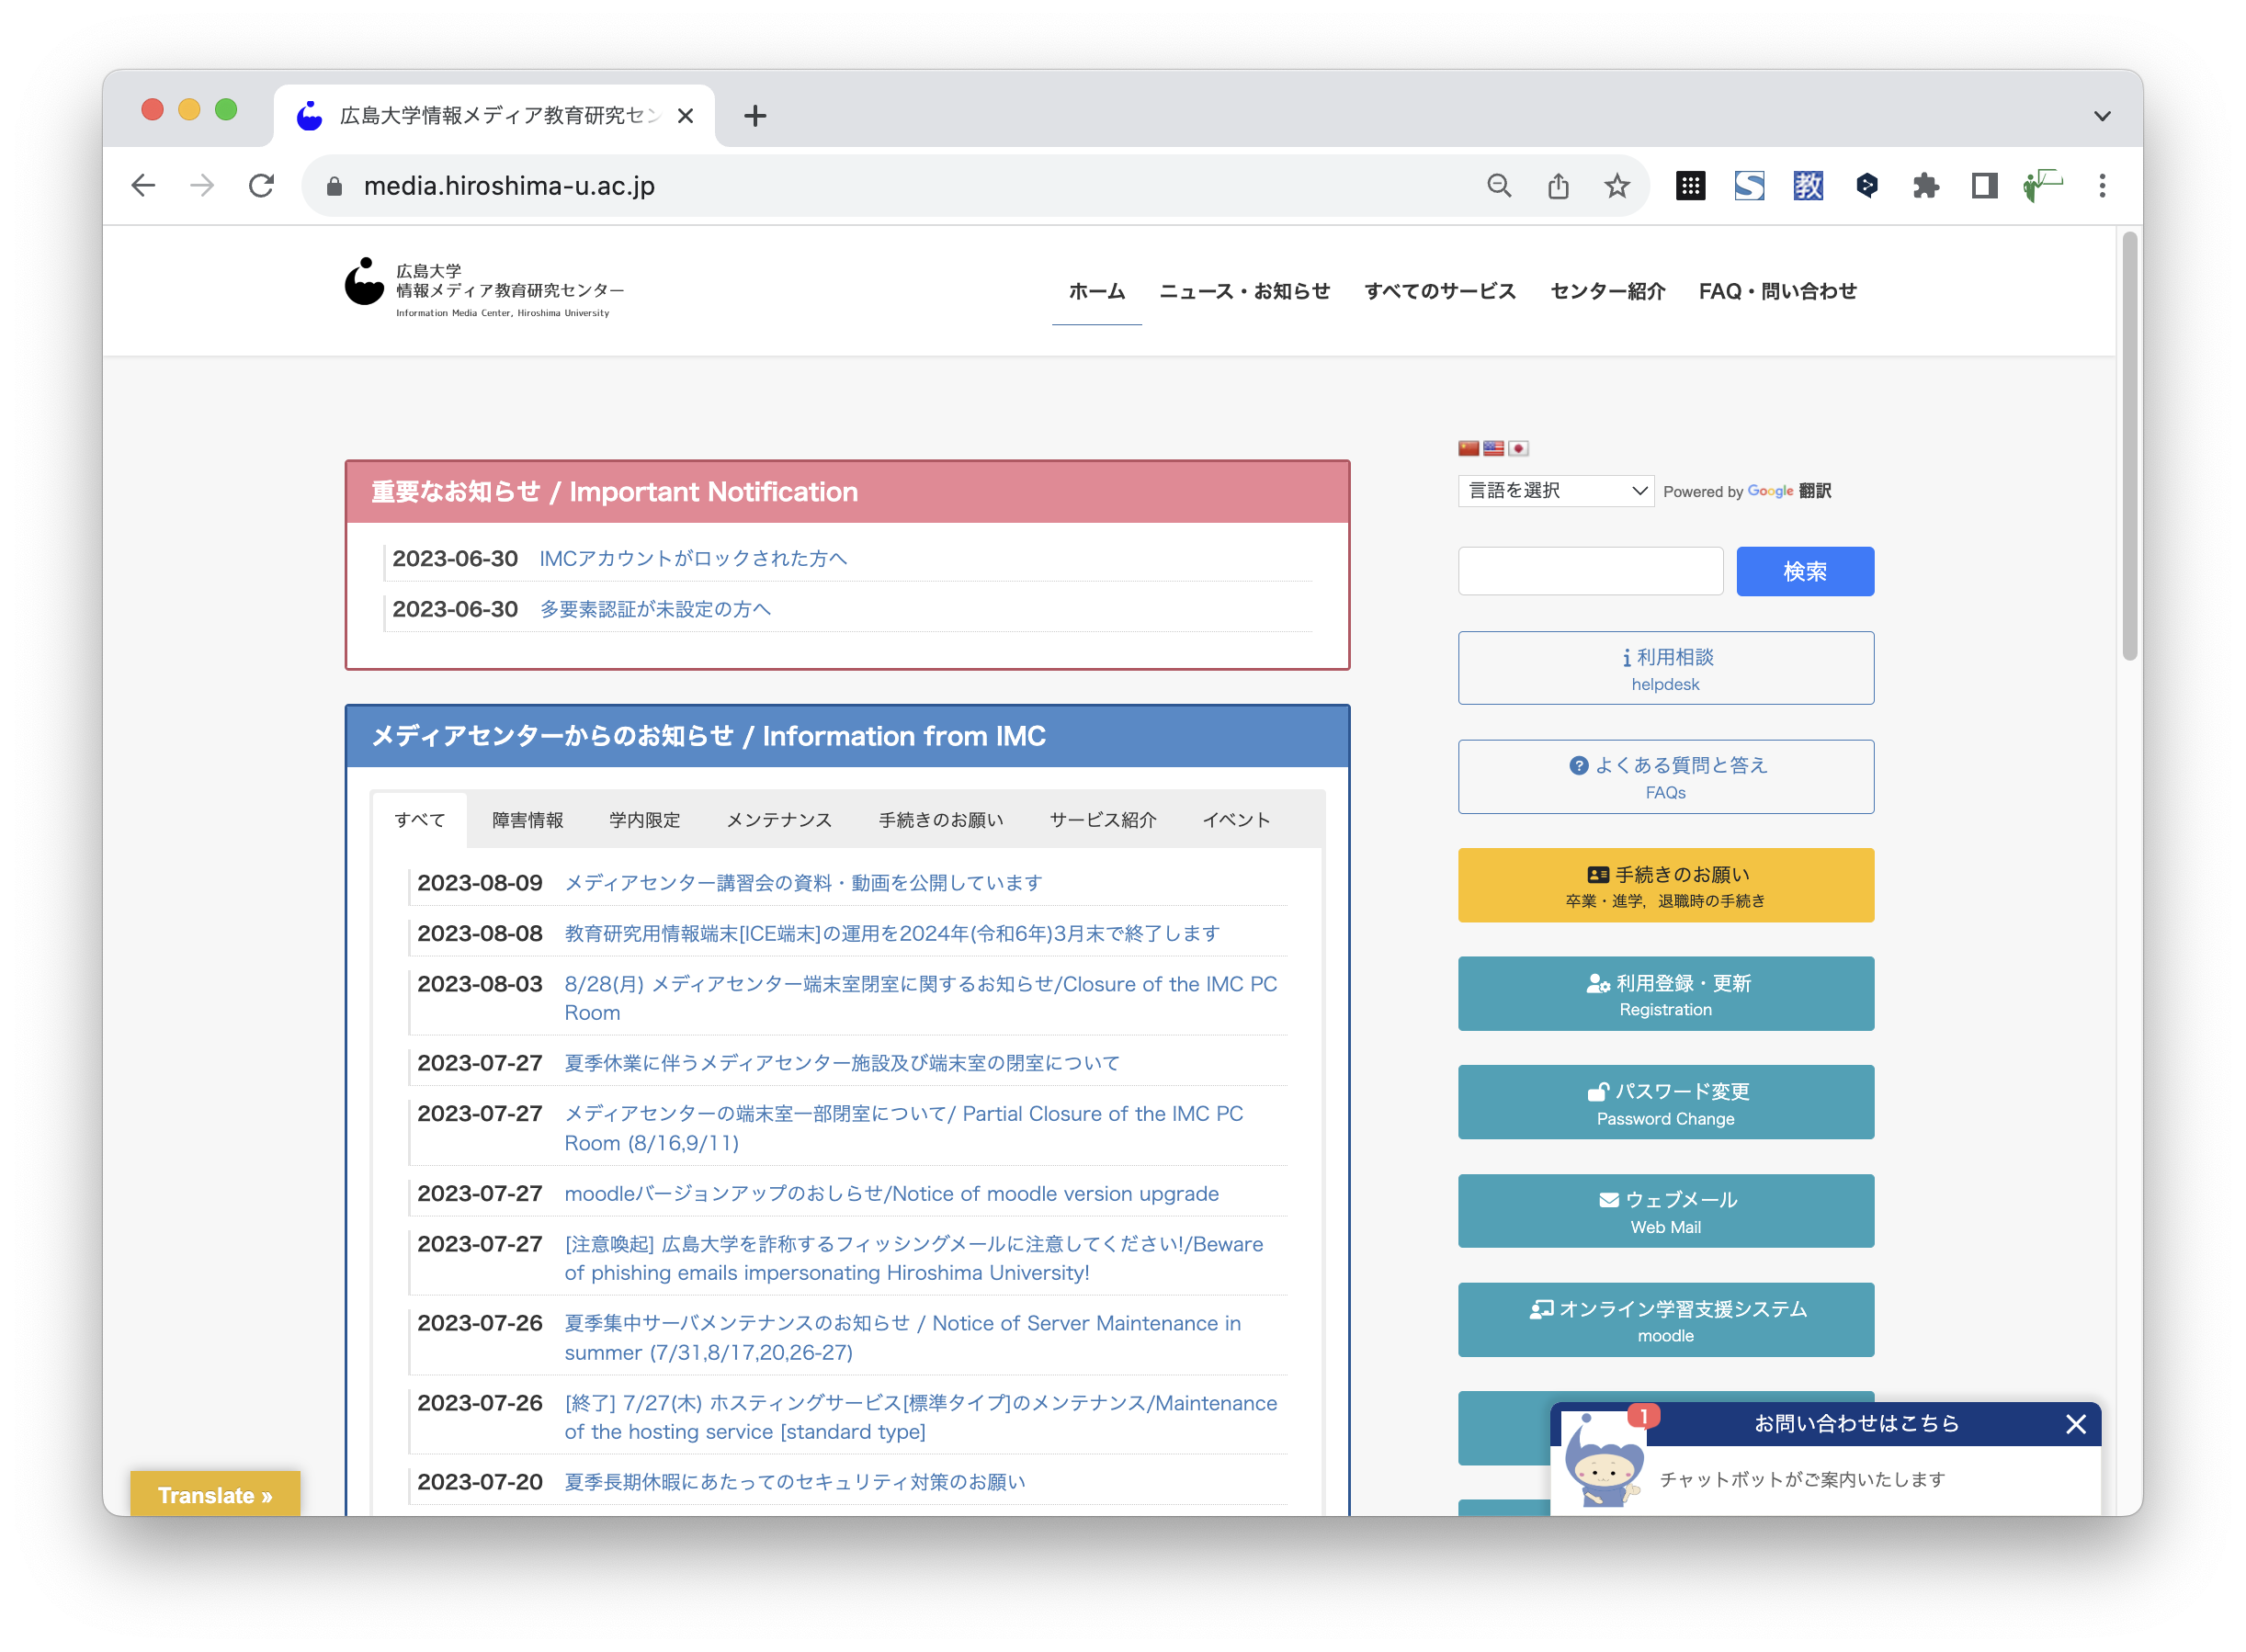 広島大学情報メディア教育研究セン
media.hiroshima-u.ac.jp
教
広島大学
情報メディア教育研究センター
Information Media Center, Hiroshima University
ホーム ニュース・お知らせ すべてのサービス センター紹介 FAQ・問い合わせ
重要なお知らせ / Important Notification
2023-06-30 IMCアカウントがロックされた方へ
2023-06-30 多要素認証が未設定の方へ
メディアセンターからのお知らせ / Information from IMC
すべて 障害情報 学内限定 メンテナンス 手続きのお願い サービス紹介 イベント
2023-08-09 メディアセンター講習会の資料・動画を公開しています
2023-08-08 教育研究用情報端末[ICE端末]の運用を2024年(令和6年)3月末で終了します
2023-08-03 8/28(月) メディアセンター端末室閉室に関するお知らせ/Closure of the IMC PC
Room
2023-07-27 夏季休業に伴うメディアセンター施設及び端末室の閉室について
2023-07-27 メディアセンターの端末室一部閉室について/ Partial Closure of the IMC PC
Room (8/16,9/11)
2023-07-27 moodleバージョンアップのおしらせ/Notice of moodle version upgrade
2023-07-27 [注意喚起] 広島大学を詐称するフィッシングメールに注意してください!/Beware
of phishing emails impersonating Hiroshima University!
2023-07-26 夏季集中サーバメンテナンスのお知らせ / Notice of Server Maintenance in
summer (7/31,8/17,20,26-27)
2023-07-26 [終了] 7/27(木) ホスティングサービス[標準タイプ]のメンテナンス/Maintenance
of the hosting service [standard type]
2023-07-20 夏季長期休暇にあたってのセキュリティ対策のお願い
言語を選択 Powered by Google 翻訳
検索
利用相談
helpdesk
よくある質問と答え
FAQs
手続きのお願い
卒業・進学，退職時の手続き
利用登録・更新
Registration
パスワード変更
Password Change
ウェブメール
Web Mail
オンライン学習支援システム
moodle
1
お問い合わせはこちら
チャットボットがご案内いたします
Translate »